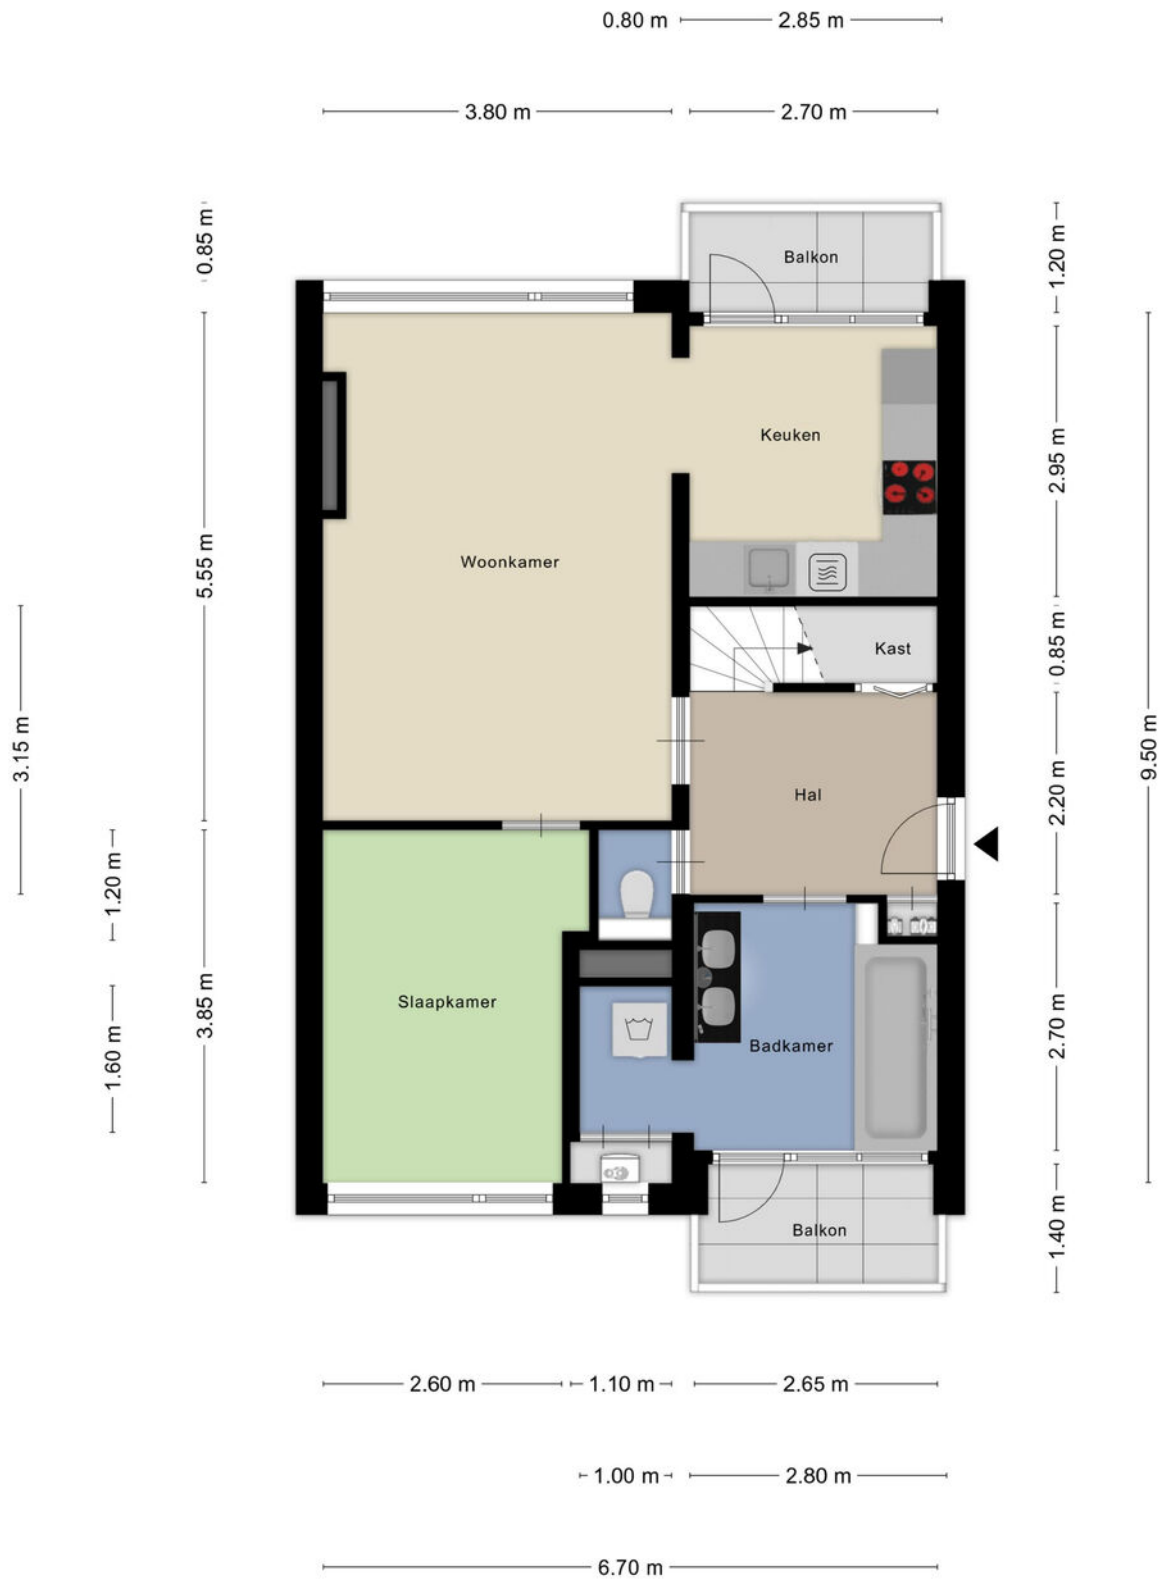 0.80 m 2.85 m
3.80 m 2.70 m
0.85 m
1.20 m
Balkon
Keuken
2.95 m
Woonkamer
5.55 m
Kast
0.85 m
3.15 m
9.50 m
Hal
2.20 m
1.20 m
Slaapkamer
3.85 m
Badkamer
2.70 m
1.60 m
Balkon
1.40 m
2.60 m 1.10 m 2.65 m
1.00 m 2.80 m
6.70 m